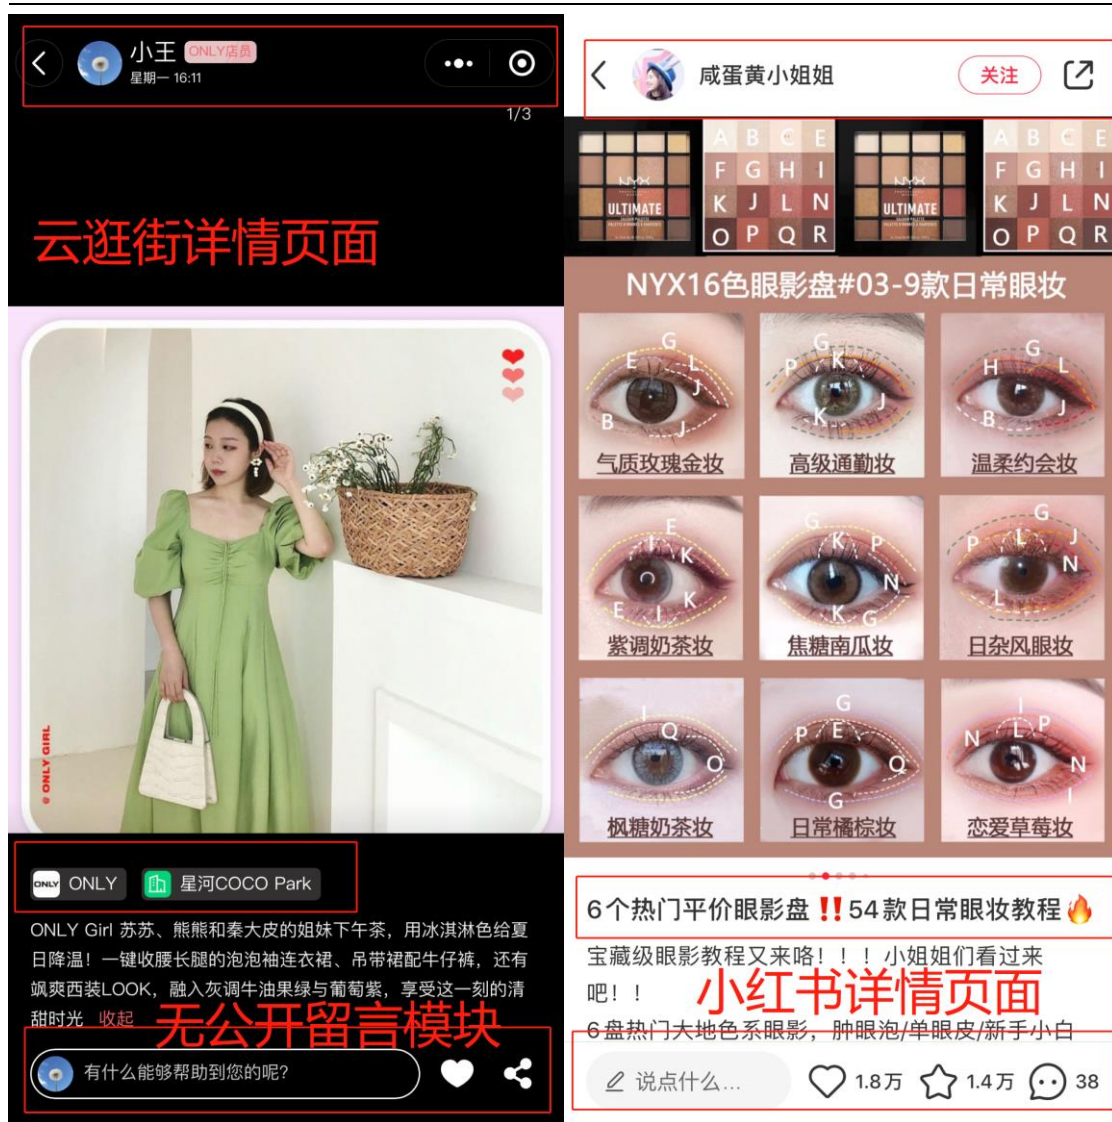 小王 ONLY店员
星期一 16:11
1/3
云逛街详情页面
@ ONLY GIRL
ONLY ONLY 星河COCO Park
ONLY Girl 苏苏、熊熊和秦大皮的姐妹下午茶，用冰淇淋色给夏
日降温！一键收腰长腿的泡泡袖连衣裙、吊带裙配牛仔裤，还有
飒爽西装LOOK，融入灰调牛油果绿与葡萄紫，享受这一刻的清
甜时光 收起
无公开留言模块
有什么能够帮助到您的呢?
咸蛋黄小姐姐 关注
NYX
ULTIMATE
A B C E
F G H I
K J L N
O P Q R
NYX
ULTIMATE
A B C E
F G H I
K J L N
O P Q R
NYX16色眼影盘#03-9款日常眼妆
G E L J B J
G P K J K
G H L B J
气质玫瑰金妆 高级通勤妆 温柔约会妆
E I K K E I
G K P N K G
G P L J N L
紫调奶茶妆 焦糖南瓜妆 日杂风眼妆
I Q O
G P E Q G
I N L P N I
枫糖奶茶妆 日常橘棕妆 恋爱草莓妆
6个热门平价眼影盘‼️54款日常眼妆教程🔥
宝藏级眼影教程又来咯！！！小姐姐们看过来
吧！！
小红书详情页面
6盘热门大地色系眼影，肿眼泡/单眼皮/新手小白
说点什么... 1.8万 1.4万 38